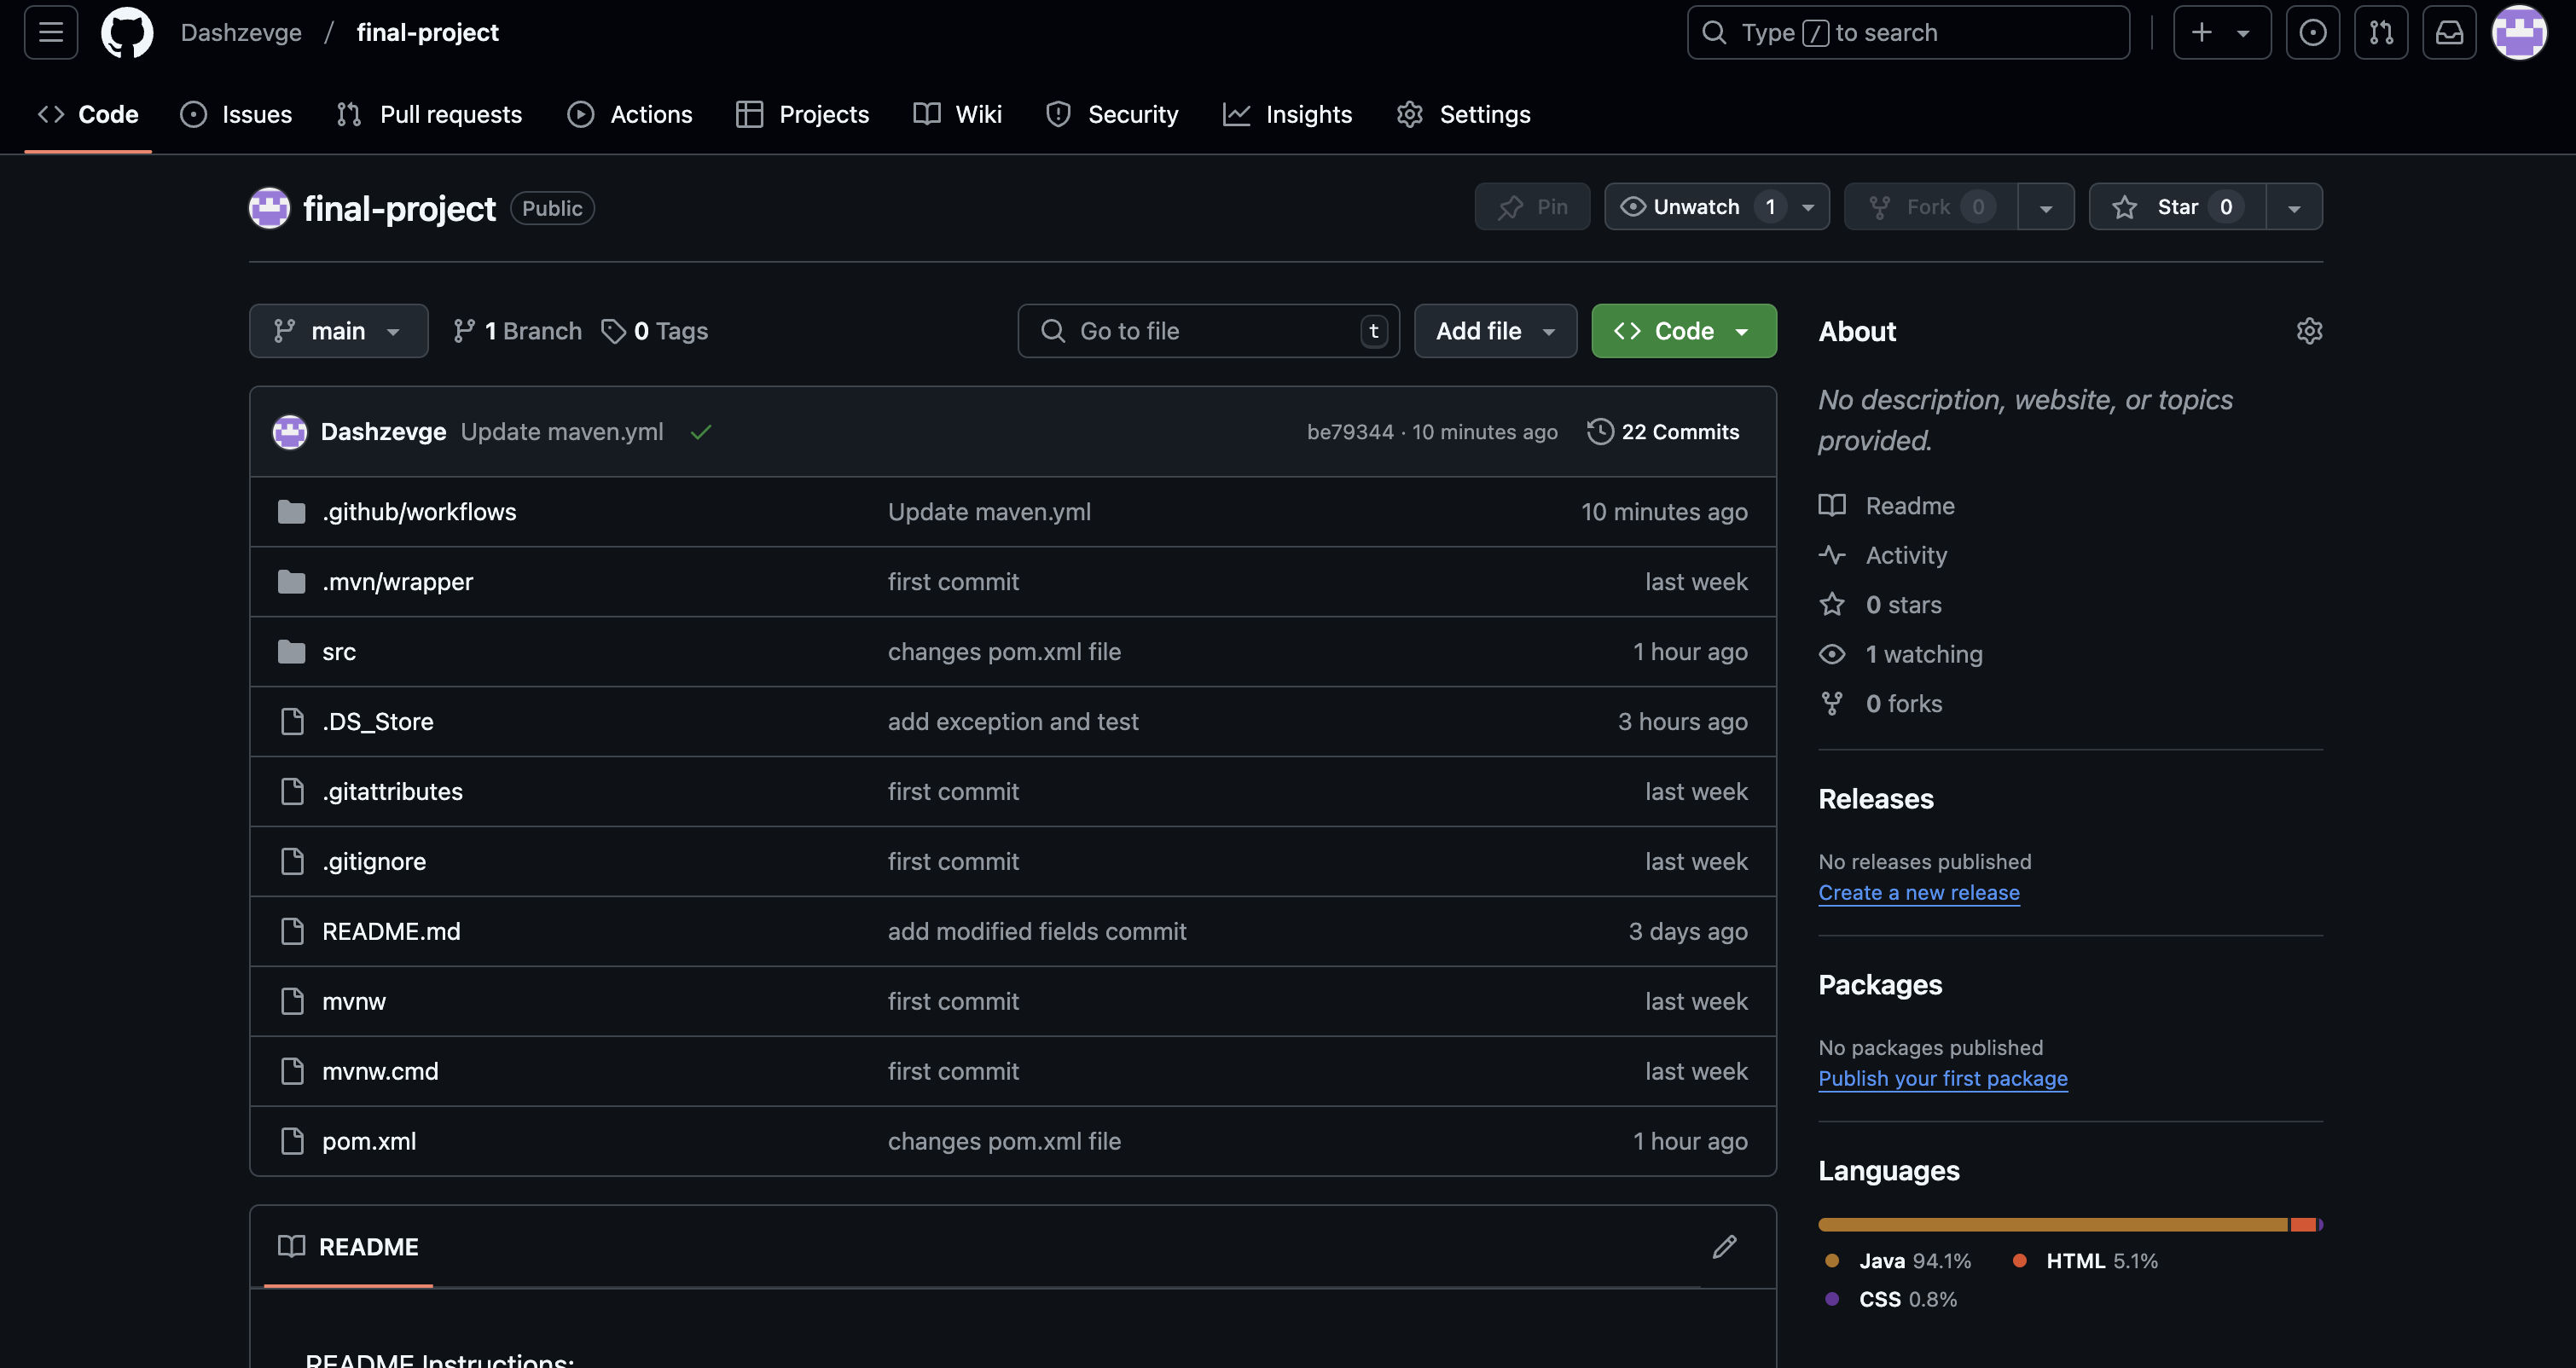 Dashzevge / final-project
Type / to search
Code Issues Pull requests Actions Projects Wiki Security Insights Settings
final-project Public
Pin Unwatch 1 Fork 0 Star 0
main 1 Branch 0 Tags Go to file t Add file Code
Dashzevge Update maven.yml be79344 · 10 minutes ago 22 Commits
.github/workflows Update maven.yml 10 minutes ago
.mvn/wrapper first commit last week
src changes pom.xml file 1 hour ago
.DS_Store add exception and test 3 hours ago
.gitattributes first commit last week
.gitignore first commit last week
README.md add modified fields commit 3 days ago
mvnw first commit last week
mvnw.cmd first commit last week
pom.xml changes pom.xml file 1 hour ago
README
README Instructions:
About
No description, website, or topics
provided.
Readme
Activity
0 stars
1 watching
0 forks
Releases
No releases published
Create a new release
Packages
No packages published
Publish your first package
Languages
Java 94.1% HTML 5.1%
CSS 0.8%